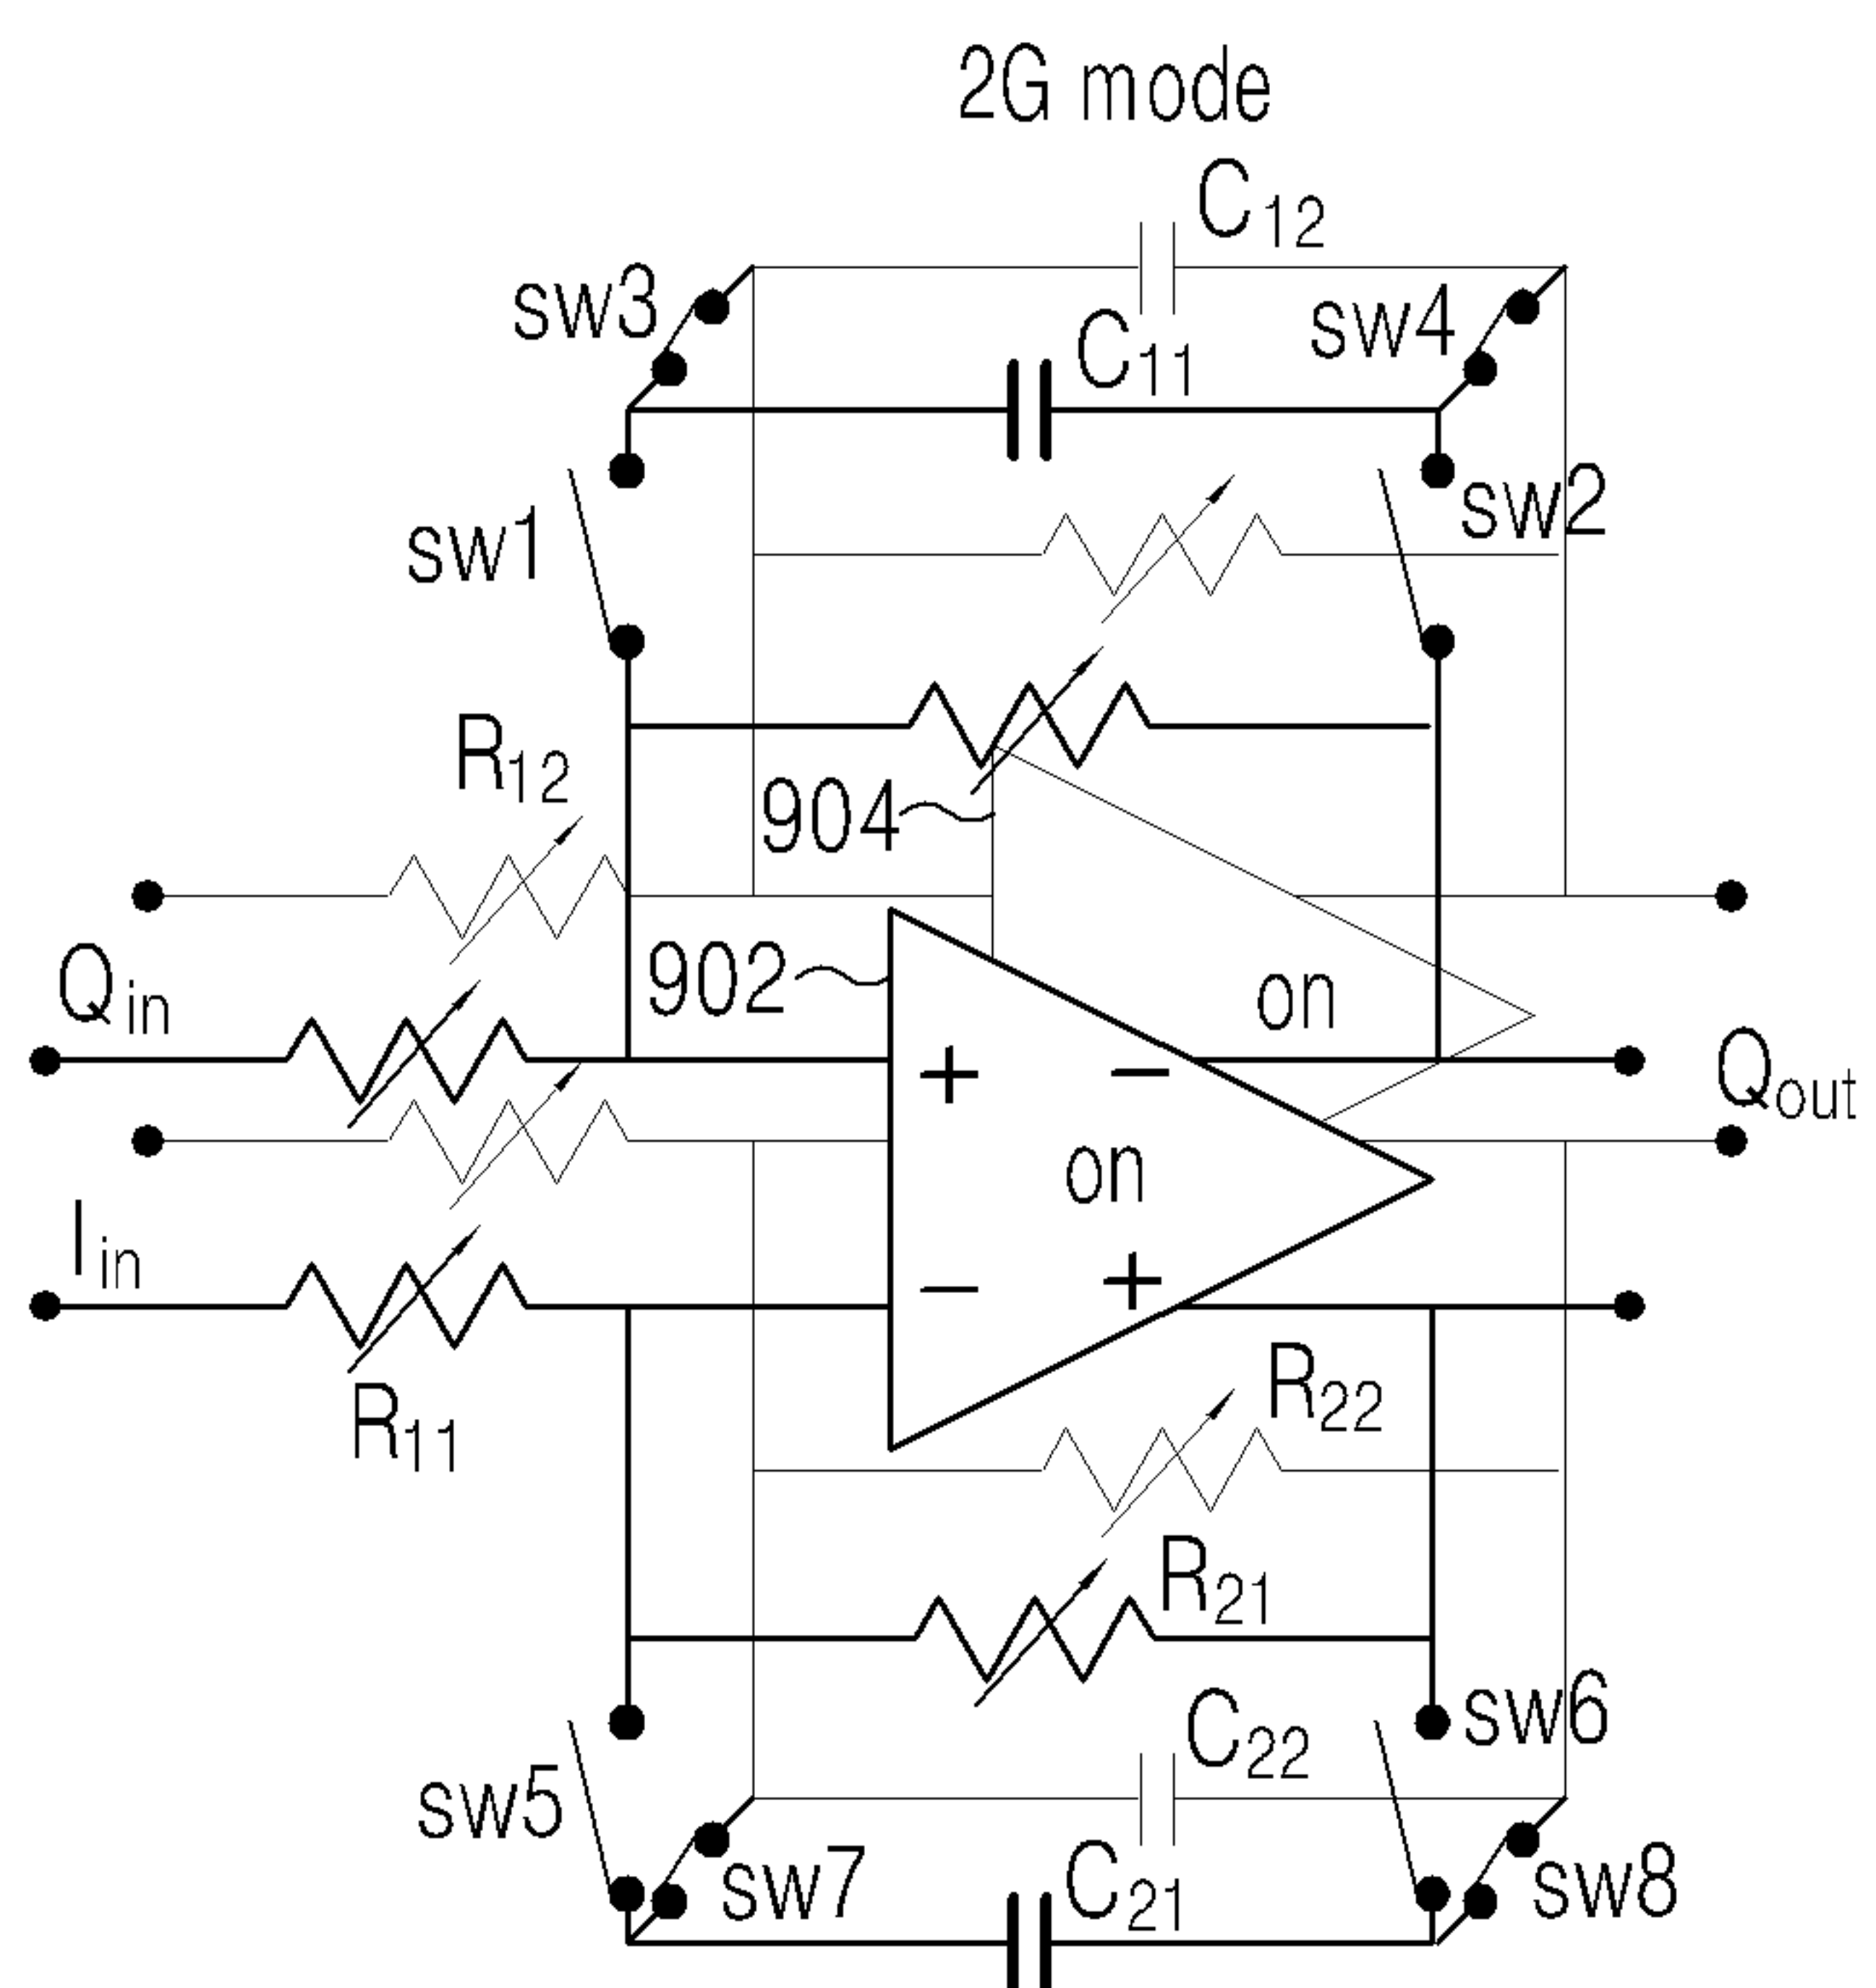 2G mode
C12
sw3
sw4
C11
sw1
sw2
R12
904
902
Qin
on
+
−
Qout
on
Iin
−
+
R11
R22
R21
sw6
C22
sw5
sw7
C21
sw8